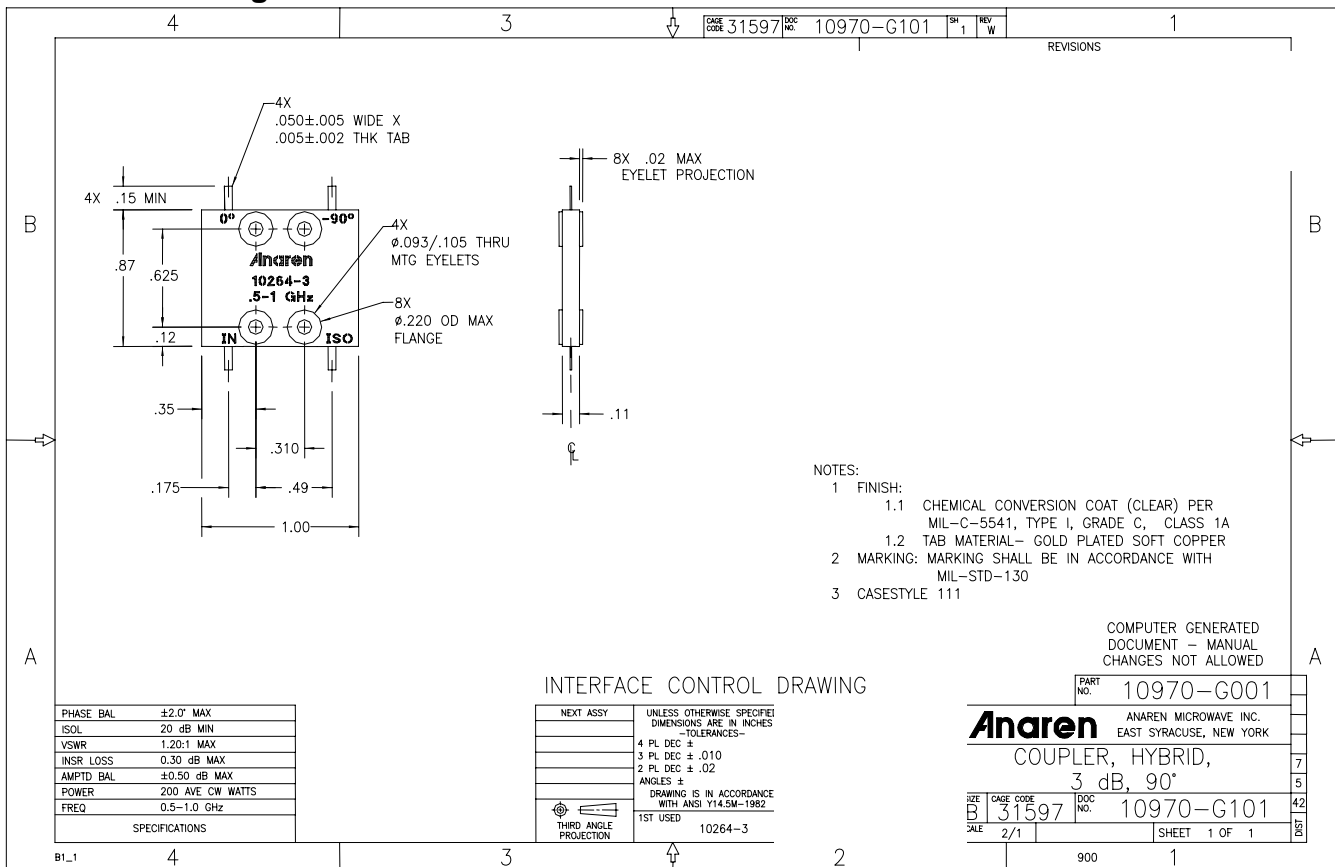 4
3
CAGE CODE 31597 DOC NO. 10970-G101 SH 1 REV W
1
REVISIONS
4X
.050±.005 WIDE X
.005±.002 THK TAB
8X .02 MAX
EYELET PROJECTION
4X .15 MIN
B
B
0°
-90°
4X
ø.093/.105 THRU
MTG EYELETS
.87
.625
Anaren
10264-3
.5-1 GHz
8X
ø.220 OD MAX
FLANGE
.12
IN
ISO
.35
.11
.310
.175
.49
1.00
NOTES:
1 FINISH:
1.1 CHEMICAL CONVERSION COAT (CLEAR) PER
MIL-C-5541, TYPE I, GRADE C, CLASS 1A
1.2 TAB MATERIAL- GOLD PLATED SOFT COPPER
2 MARKING: MARKING SHALL BE IN ACCORDANCE WITH
MIL-STD-130
3 CASESTYLE 111
COMPUTER GENERATED
DOCUMENT - MANUAL
CHANGES NOT ALLOWED
A
A
INTERFACE CONTROL DRAWING
PART NO. 10970-G001
PHASE BAL ±2.0° MAX
ISOL 20 dB MIN
VSWR 1.20:1 MAX
INSR LOSS 0.30 dB MAX
AMPTD BAL ±0.50 dB MAX
POWER 200 AVE CW WATTS
FREQ 0.5-1.0 GHz
SPECIFICATIONS
NEXT ASSY
THIRD ANGLE
PROJECTION
UNLESS OTHERWISE SPECIFIE
DIMENSIONS ARE IN INCHES
-TOLERANCES-
4 PL DEC ±
3 PL DEC ± .010
2 PL DEC ± .02
ANGLES ±
DRAWING IS IN ACCORDANCE
WITH ANSI Y14.5M-1982
1ST USED
10264-3
Anaren
ANAREN MICROWAVE INC.
EAST SYRACUSE, NEW YORK
COUPLER, HYBRID,
3 dB, 90°
7
5
42
DIST
IZE B CAGE CODE 31597 DOC NO. 10970-G101
CALE 2/1 SHEET 1 OF 1
B1_1
4
3
2
900
1